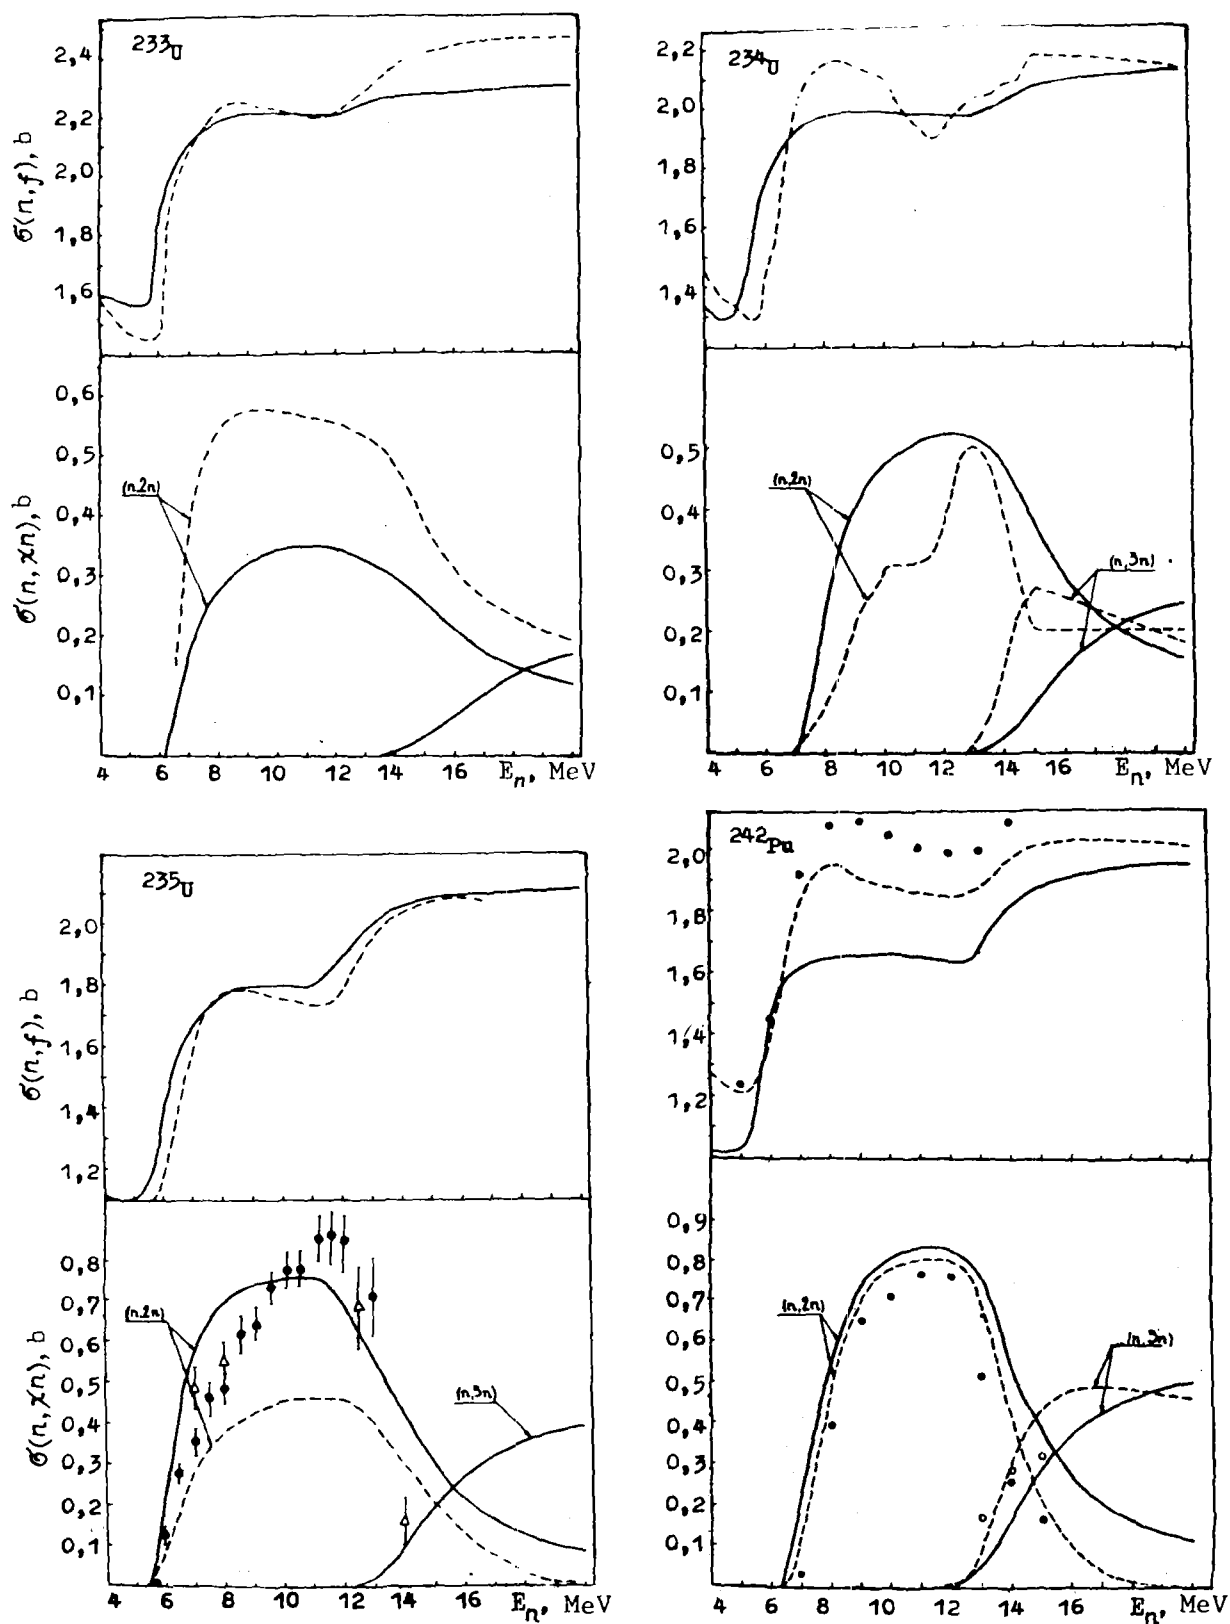 233U
2,4
2,2
2,0
1,8
1,6
σ(n,f), b
0,6
0,5
0,4
0,3
0,2
0,1
σ(n,xn), b
(n,2n)
4 6 8 10 12 14 16 En, MeV
234U
2,2
2,0
1,8
1,6
1,4
0,5
0,4
0,3
0,2
0,1
(n,2n)
(n,3n)
4 6 8 10 12 14 16 En, MeV
235U
2,0
1,8
1,6
1,4
1,2
σ(n,f), b
0,8
0,7
0,6
0,5
0,4
0,3
0,2
0,1
σ(n,xn), b
(n,2n)
(n,3n)
4 6 8 10 12 14 16 En, MeV
242Pu
2,0
1,8
1,6
1,4
1,2
0,9
0,8
0,7
0,6
0,5
0,4
0,3
0,2
0,1
(n,2n)
(n,3n)
4 6 8 10 12 14 16 En, MeV